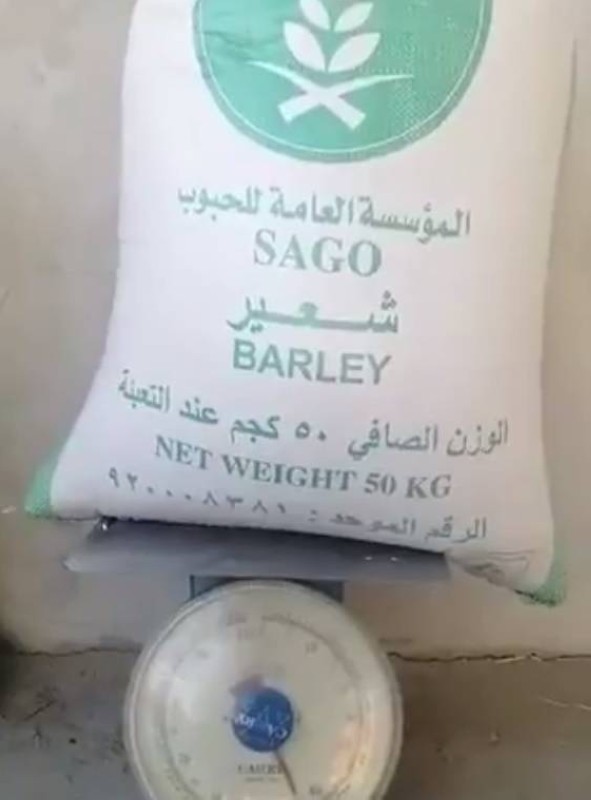 المؤسسة العامة للحبوب
SAGO
شعير
BARLEY
الوزن الصافي ٥٠ كجم عند التعبئة
NET WEIGHT 50 KG
الرقم الموحد : ٩٢٠٠٠٨٣٨١